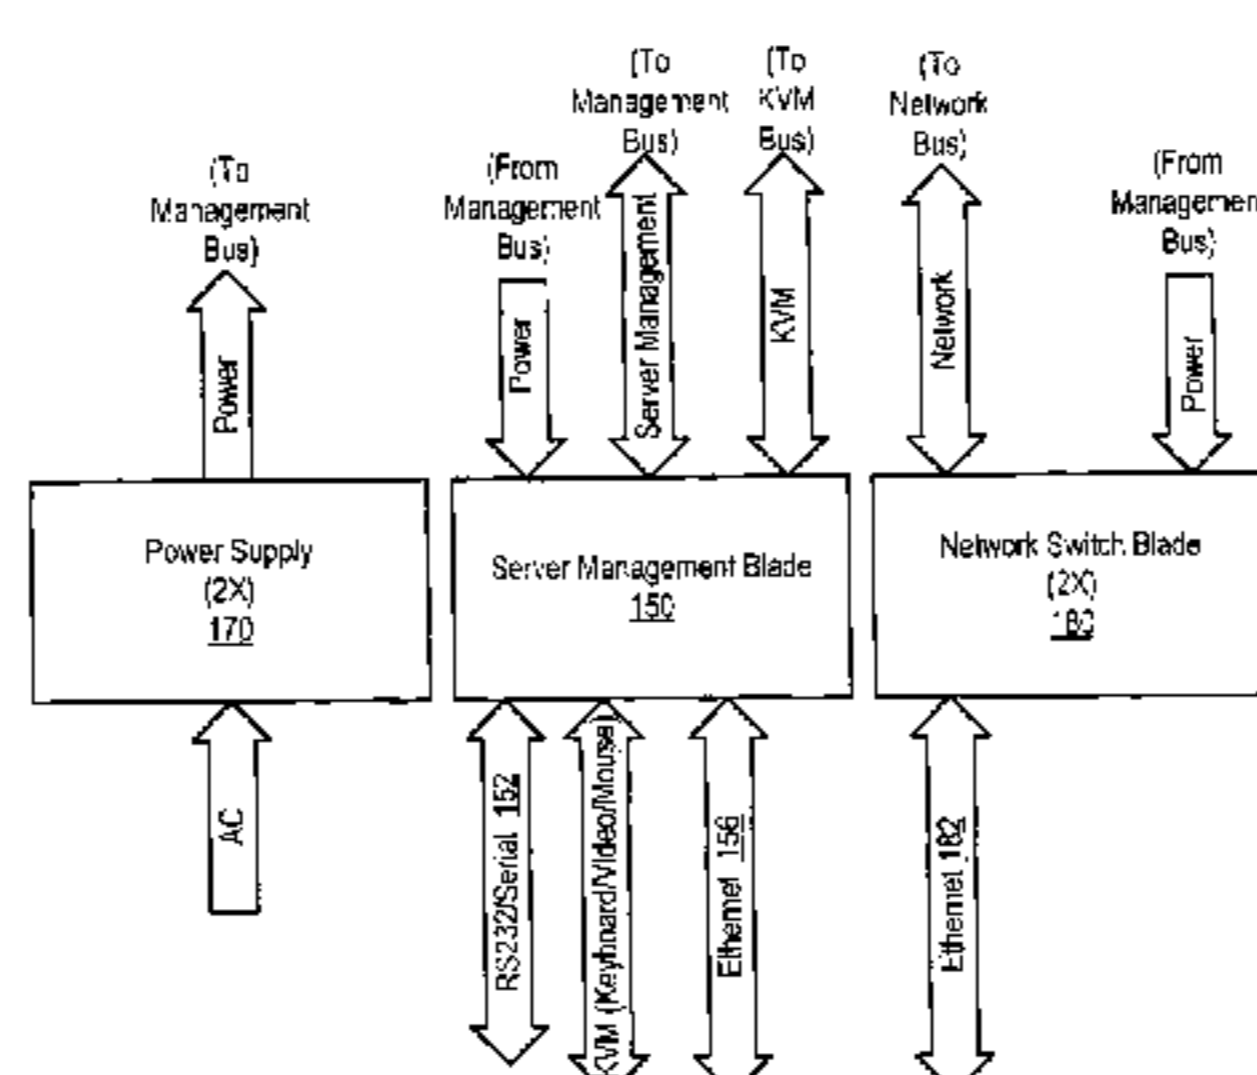 (To
Management
Bus)
(From
Management
Bus)
(To
Management
Bus)
(To
KVM
Bus)
(To
Network
Bus)
(From
Managemen
Bus)
Power
Power
Server Management
KVM
Network
Power
Power Supply
(2X)
170
Server Management Blade
150
Network Switch Blade
(2X)
AC
RS232/Serial 152
KVM (Keyboard/Video/Mouse)
Ethernet 156
Ethernet